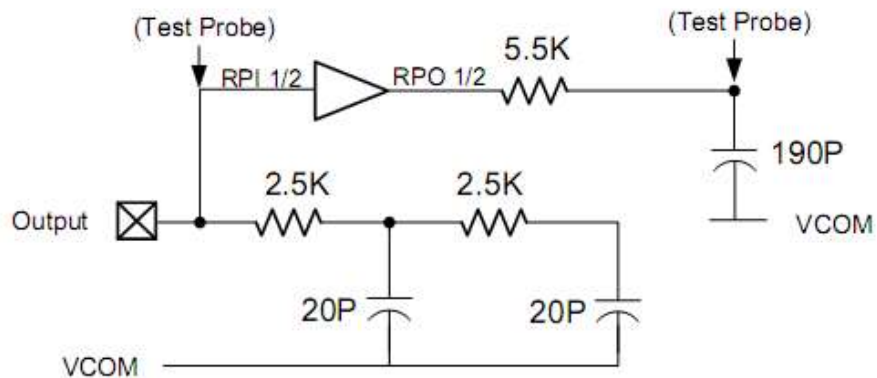 (Test Probe)
(Test Probe)
5.5K
RPI 1/2
RPO 1/2
190P
2.5K
2.5K
Output
VCOM
20P
20P
VCOM